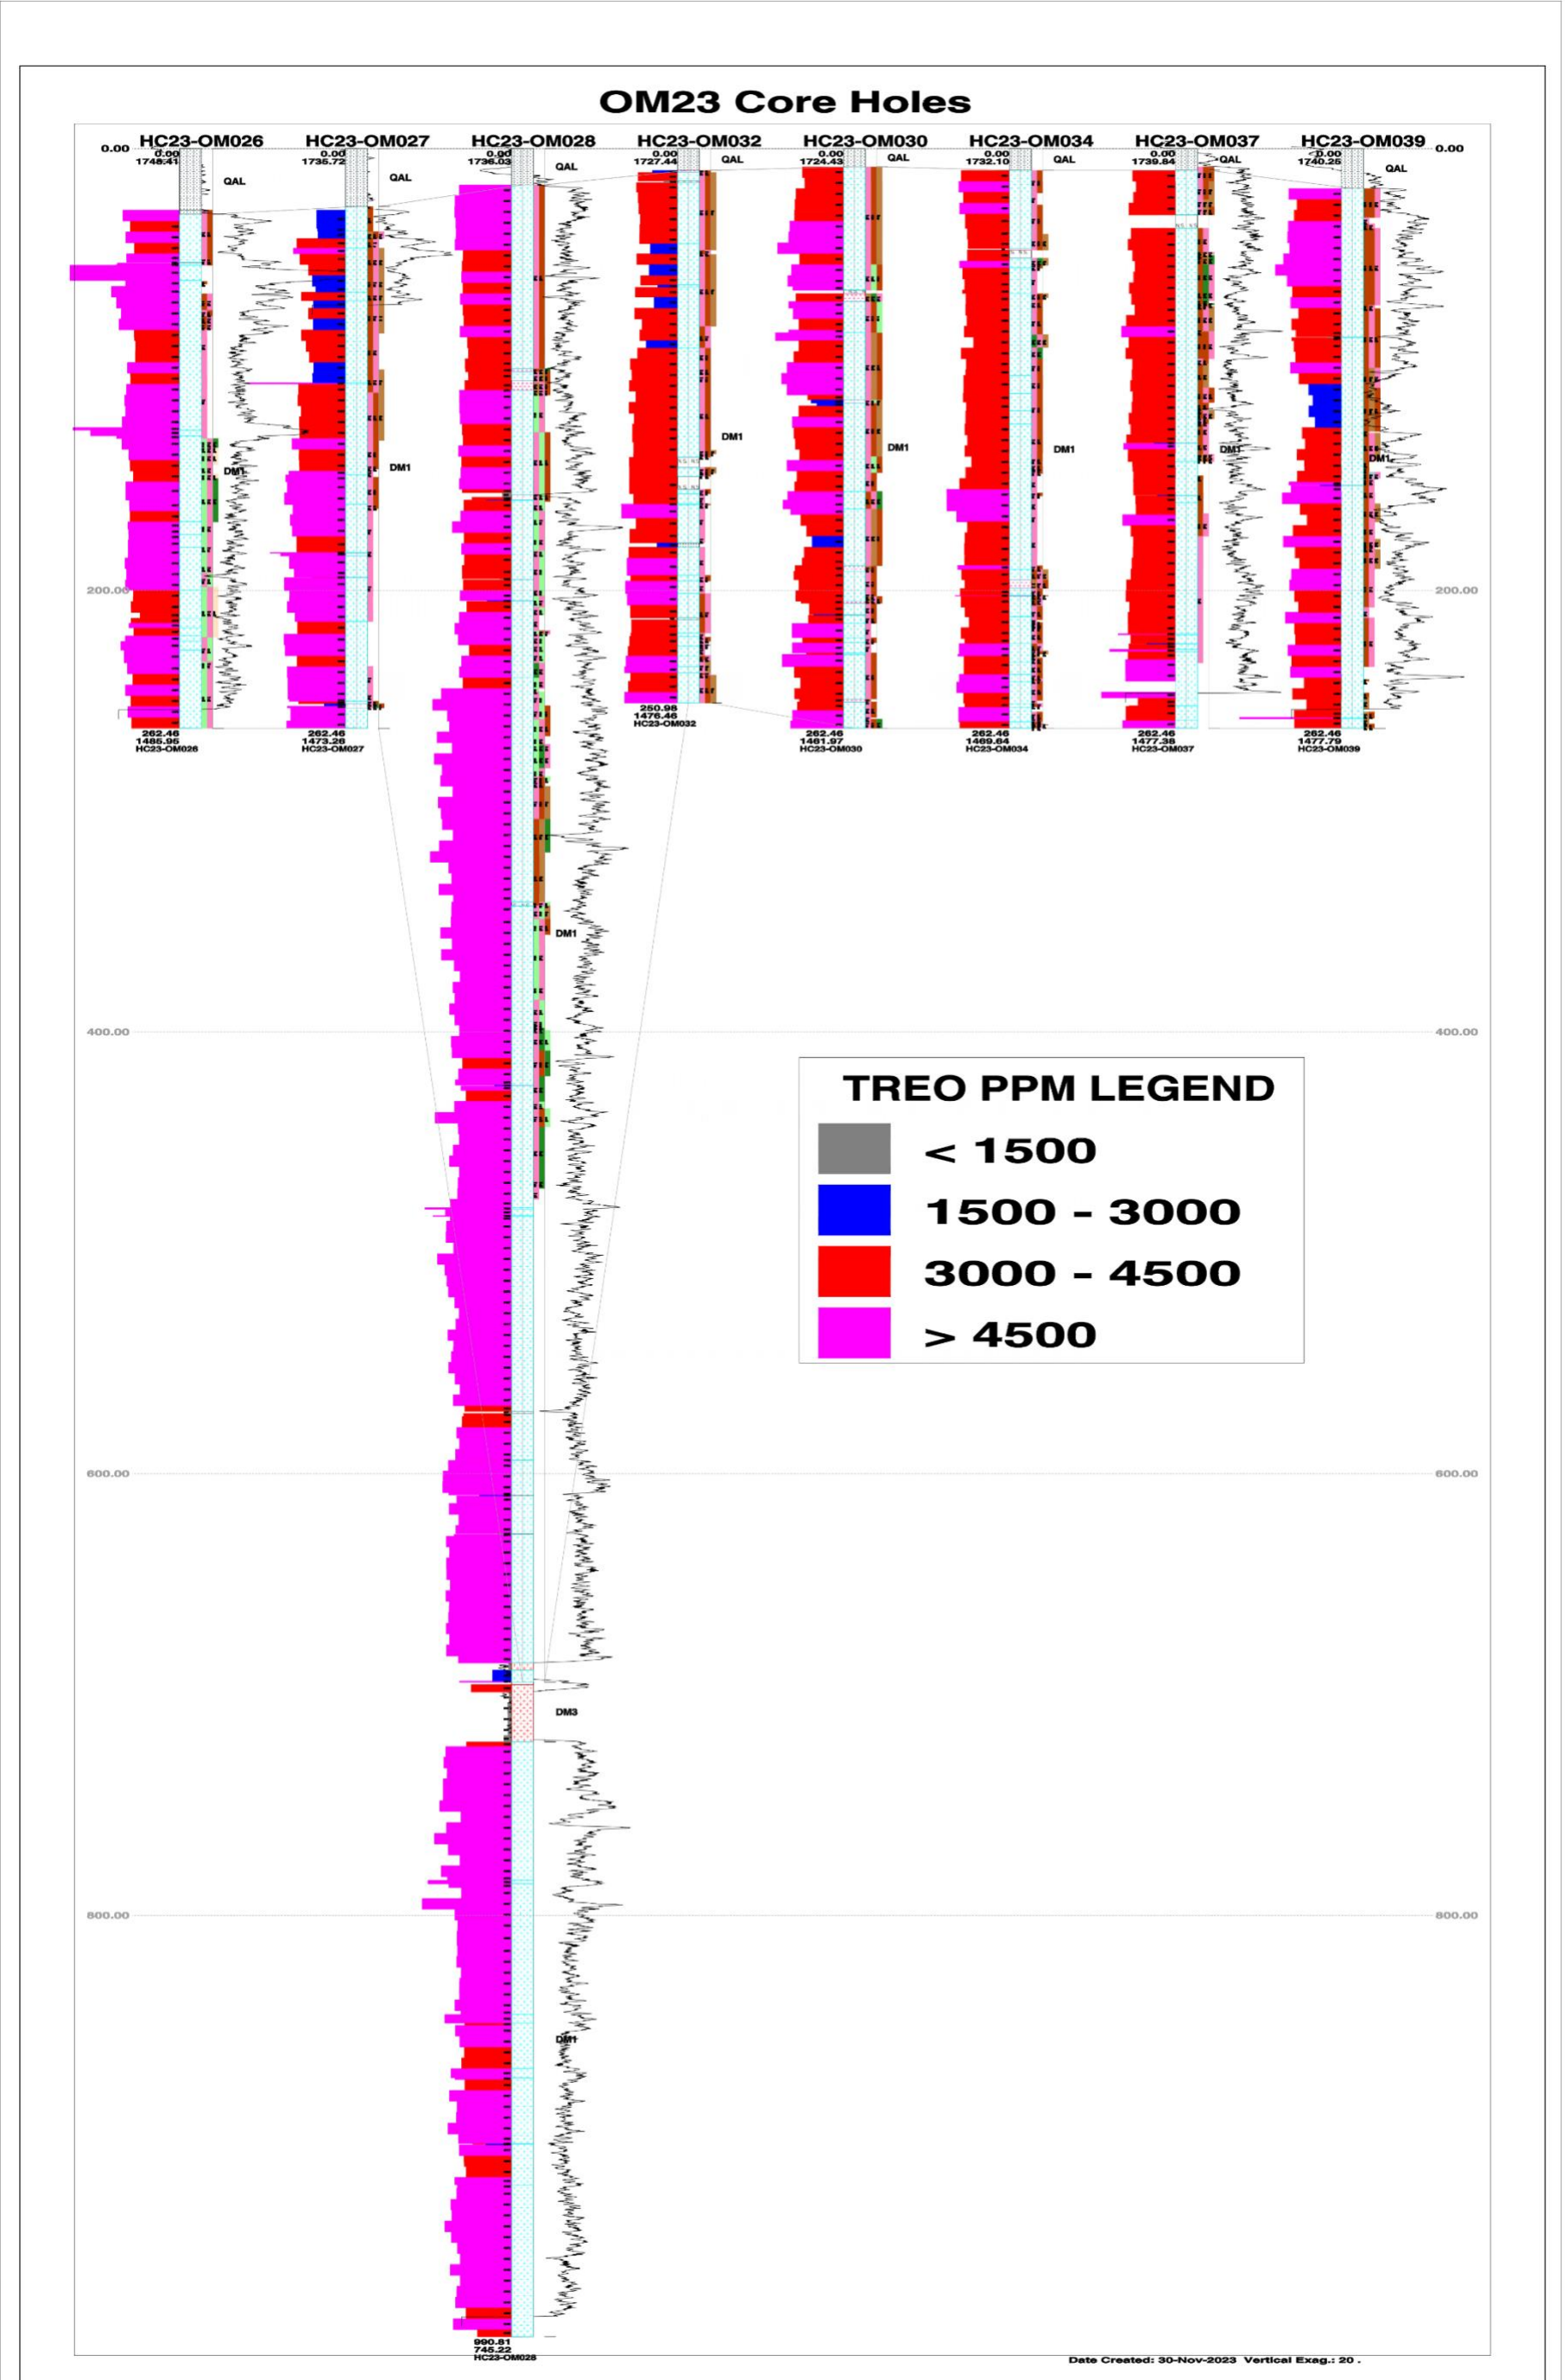 OM23 Core Holes
HC23-OM026 HC23-OM027 HC23-OM028 HC23-OM032 HC23-OM030 HC23-OM034 HC23-OM037 HC23-OM039
0.00 0.00 0.00 0.00 0.00 0.00 0.00 0.00 0.00 0.00
1748.41 1735.72 1736.03 1727.44 1724.43 1732.10 1739.84 1740.25
QAL QAL QAL QAL QAL QAL QAL QAL
DM1 DM1 DM1 DM1 DM1 DM1 DM1
200.00 200.00
262.46 262.46 250.98 262.46 262.46 262.46 262.46
1485.95 1473.26 1476.46 1461.97 1469.64 1477.38 1477.79
HC23-OM026 HC23-OM027 HC23-OM032 HC23-OM030 HC23-OM034 HC23-OM037 HC23-OM039
DM1
400.00 400.00
TREO PPM LEGEND
< 1500
1500 - 3000
3000 - 4500
> 4500
600.00 600.00
DM3
800.00 800.00
DM1
990.81
745.22
HC23-OM028
Date Created: 30-Nov-2023 Vertical Exag.: 20 .